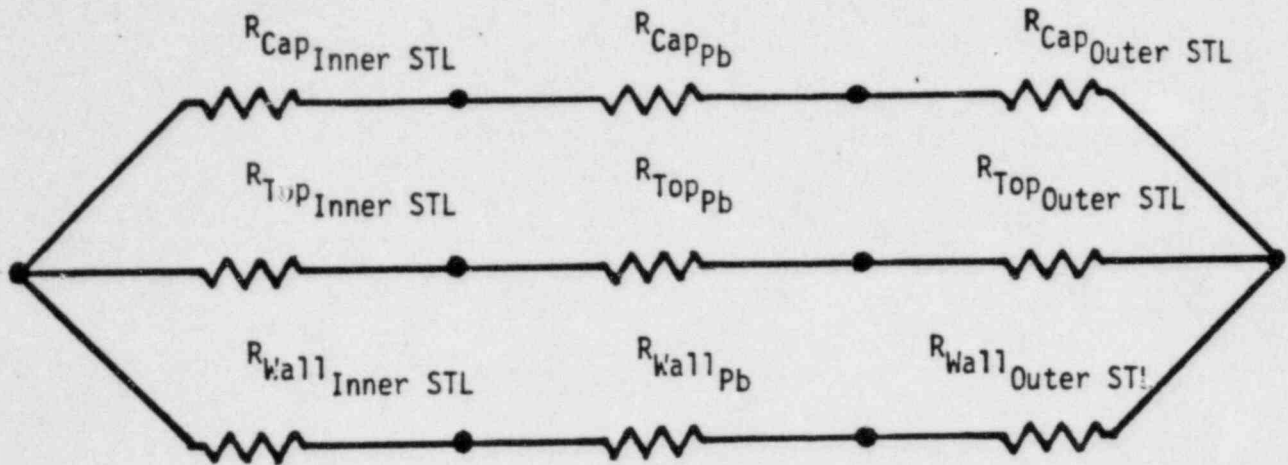 R Cap Inner STL R Cap Pb R Cap Outer STL
R Top Inner STL R Top Pb R Top Outer STL
R Wall Inner STL R Wall Pb R Wall Outer STL